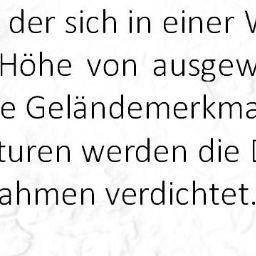 der sich in einer
Höhe von ausgew
e Geländemerkma
turen werden die
ahmen verdichtet.